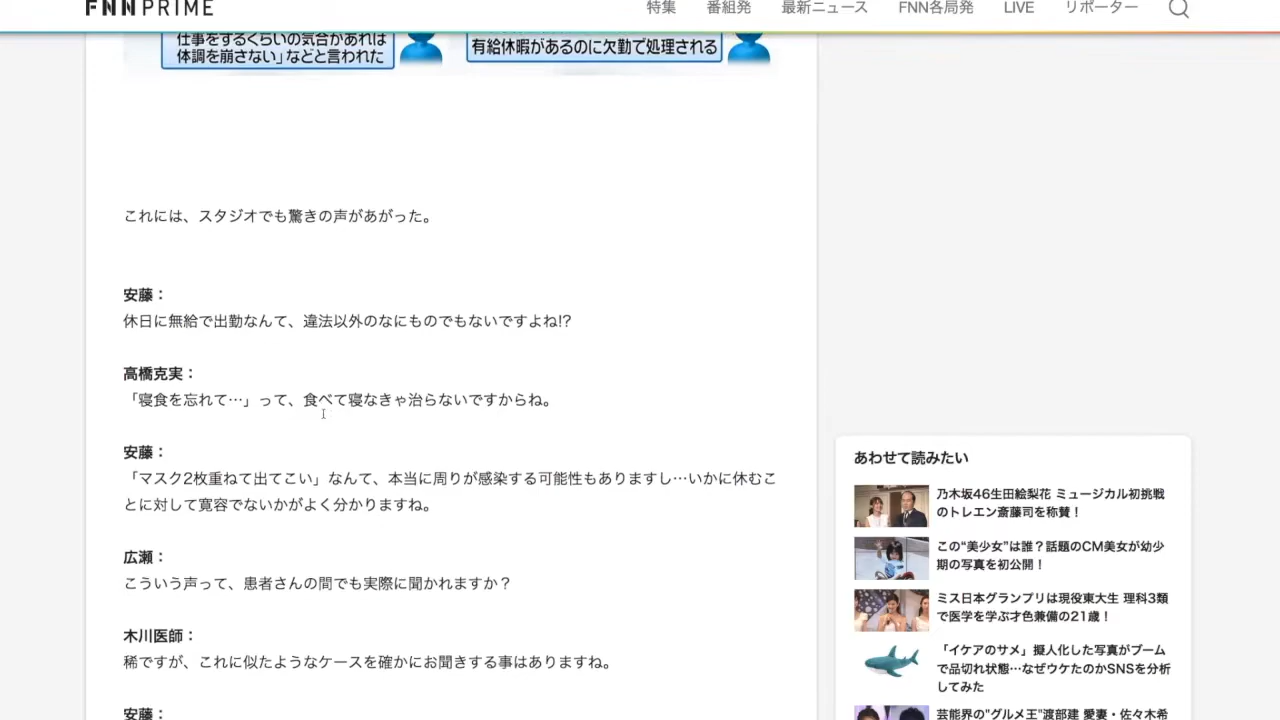 FNN PRIME
特集 番組発 最新ニュース FNN各局発 LIVE リポーター
仕事をするくらいの気合があれば
体調を崩さない」などと言われた
有給休暇があるのに欠勤で処理される
これには、スタジオでも驚きの声があがった。
安藤：
休日に無給で出勤なんて、違法以外のなにものでもないですよね!?
高橋克実：
「寝食を忘れて…」って、食べて寝なきゃ治らないですからね。
安藤：
「マスク2枚重ねて出てこい」なんて、本当に周りが感染する可能性もありますし…いかに休むこ
とに対して寛容でないかがよく分かりますね。
広瀬：
こういう声って、患者さんの間でも実際に聞かれますか？
木川医師：
稀ですが、これに似たようなケースを確かにお聞きする事はありますね。
安藤：
あわせて読みたい
乃木坂46生田絵梨花 ミュージカル初挑戦
のトレエン斎藤司を称賛！
この“美少女”は誰？話題のCM美女が幼少
期の写真を初公開！
ミス日本グランプリは現役東大生 理科3類
で医学を学ぶ才色兼備の21歳！
「イケアのサメ」擬人化した写真がブーム
で品切れ状態…なぜウケたのかSNSを分析
してみた
芸能界の"グルメ王"渡部建 愛妻・佐々木希